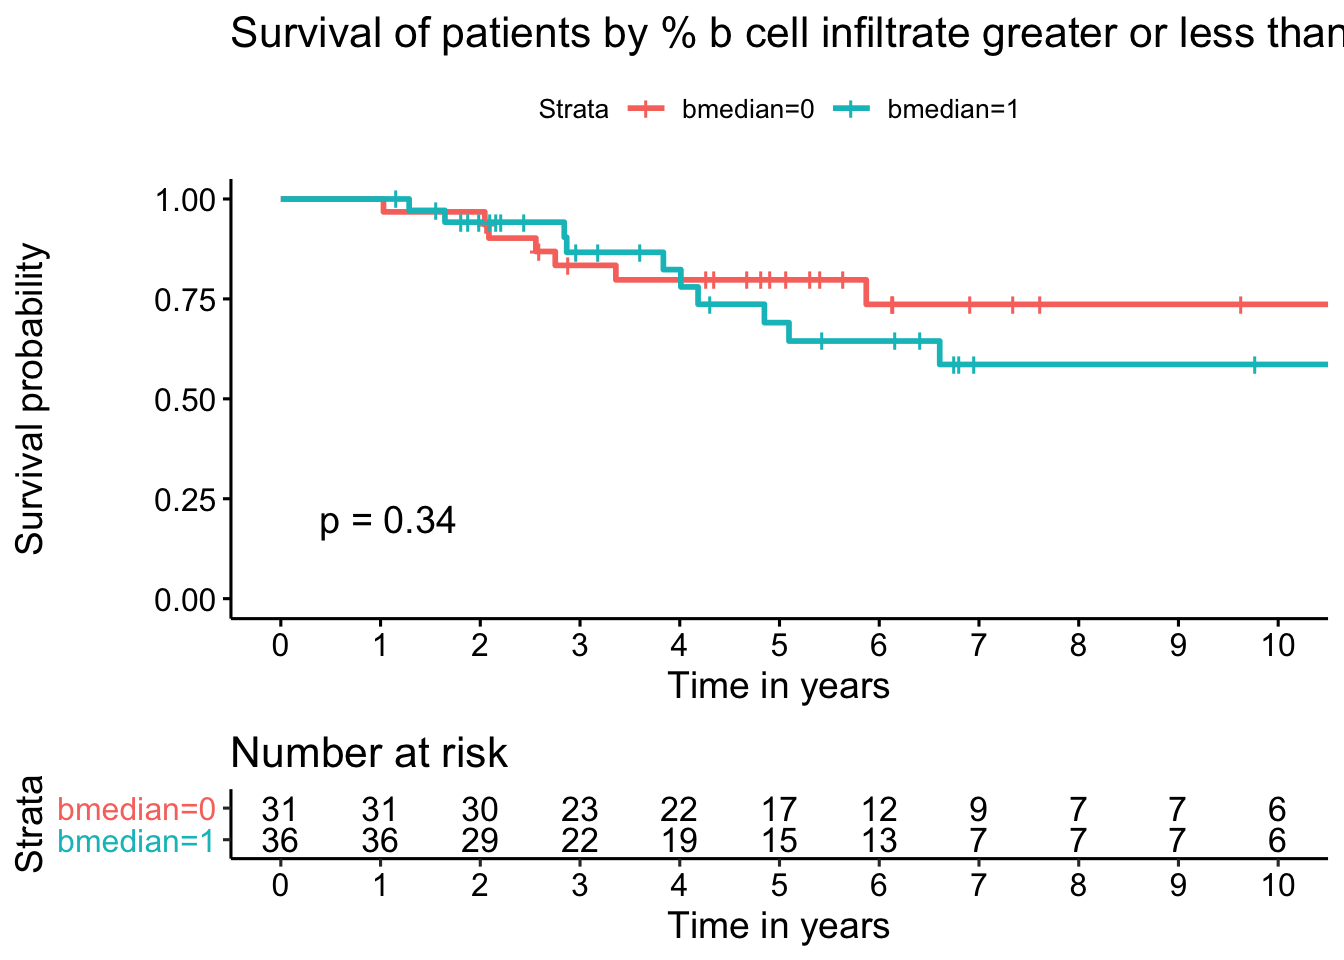 Survival of patients by % b cell infiltrate greater or less than
Strata bmedian=0 bmedian=1
Survival probability
1.00
0.75
0.50
0.25
0.00
p = 0.34
0 1 2 3 4 5 6 7 8 9 10
Time in years
Number at risk
Strata
bmedian=0 31 31 30 23 22 17 12 9 7 7 6
bmedian=1 36 36 29 22 19 15 13 7 7 7 6
0 1 2 3 4 5 6 7 8 9 10
Time in years